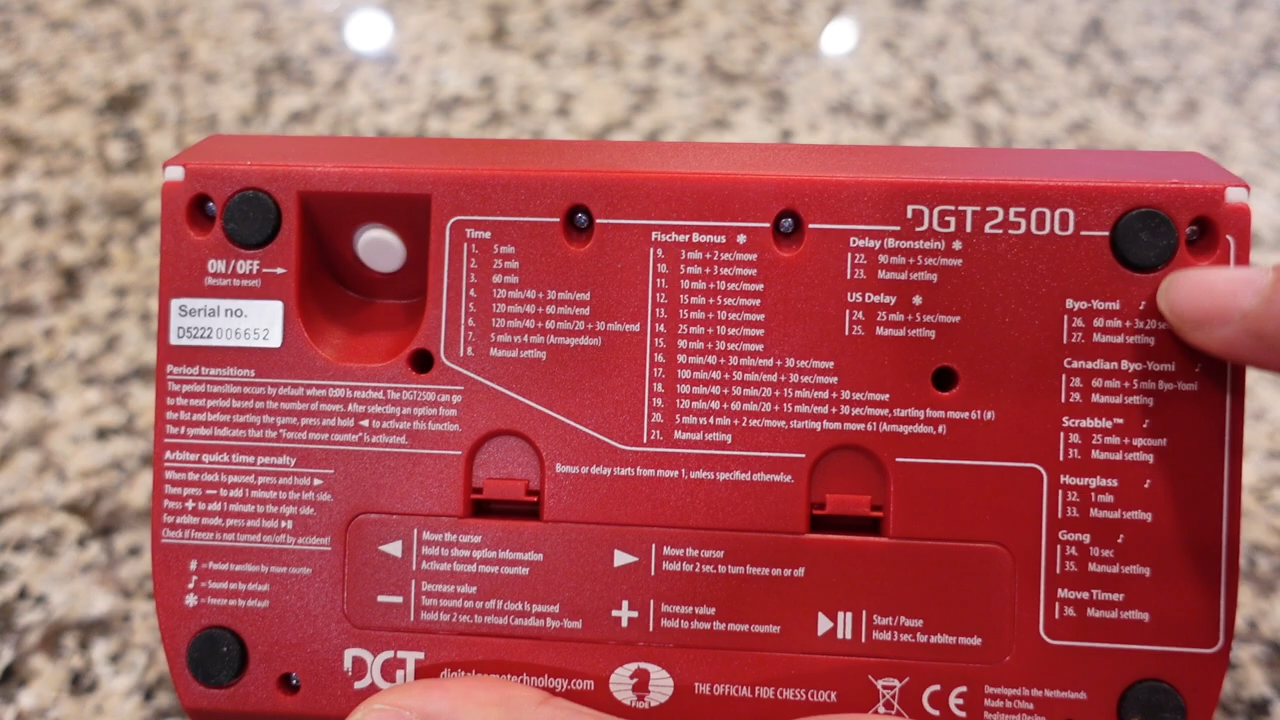 DGT2500
ON/OFF
(Restart to reset)
Serial no.
D5222 006652
Time
1. 5 min
2. 25 min
3. 60 min
4. 120 min/40 + 30 min/end
5. 120 min/40 + 60 min/end
6. 120 min/40 + 60 min/20 + 30 min/end
7. 5 min vs 4 min (Armageddon)
8. Manual setting
Fischer Bonus ✻
9. 3 min + 2 sec/move
10. 5 min + 3 sec/move
11. 10 min + 10 sec/move
12. 15 min + 5 sec/move
13. 15 min + 10 sec/move
14. 25 min + 10 sec/move
15. 90 min + 30 sec/move
16. 90 min/40 + 30 min/end + 30 sec/move
17. 100 min/40 + 50 min/end + 30 sec/move
18. 100 min/40 + 50 min/20 + 15 min/end + 30 sec/move
19. 120 min/40 + 60 min/20 + 15 min/end + 30 sec/move, starting from move 61 (#)
20. 5 min vs 4 min + 2 sec/move, starting from move 61 (Armageddon, #)
21. Manual setting
Delay (Bronstein) ✻
22. 90 min + 5 sec/move
23. Manual setting
US Delay ✻
24. 25 min + 5 sec/move
25. Manual setting
Byo-Yomi ♪
26. 60 min + 3x20
27. Manual setting
Canadian Byo-Yomi ♪
28. 60 min + 5 min Byo-Yomi
29. Manual setting
Scrabble™ ♪
30. 25 min + upcount
31. Manual setting
Hourglass ♪
32. 1 min
33. Manual setting
Gong ♪
34. 10 sec
35. Manual setting
Move Timer
36. Manual setting
Period transitions
The period transition occurs by default when 0:00 is reached. The DGT2500 can go
to the next period based on the number of moves. After selecting an option from
the list and before starting the game, press and hold ◄ to activate this function.
The # symbol indicates that the "Forced move counter" is activated.
Arbiter quick time penalty
When the clock is paused, press and hold ►
Then press − to add 1 minute to the left side.
Press + to add 1 minute to the right side.
For arbiter mode, press and hold ►II
Check if Freeze is not turned on/off by accident!
# = Period transition by move counter
♪ = Sound on by default
✻ = Freeze on by default
Bonus or delay starts from move 1, unless specified otherwise.
◄ Move the cursor
Hold to show option information
Activate forced move counter
− Decrease value
Turn sound on or off if clock is paused
Hold for 2 sec. to reload Canadian Byo-Yomi
► Move the cursor
Hold for 2 sec. to turn freeze on or off
+ Increase value
Hold to show the move counter
►II Start / Pause
Hold 3 sec. for arbiter mode
DGT
digitalgametechnology.com
FIDE
THE OFFICIAL FIDE CHESS CLOCK
CE
Developed in the Netherlands
Made in China
Registered Design